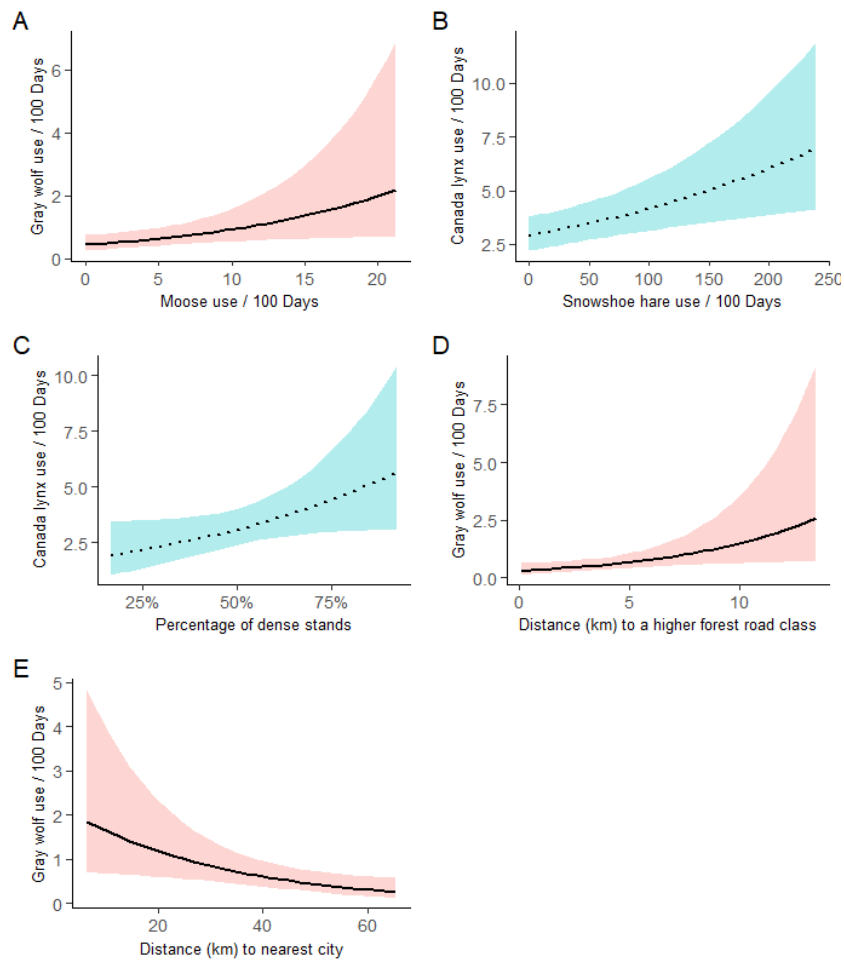 A
Gray wolf use / 100 Days
6
4
2
0
0 5 10 15 20
Moose use / 100 Days
B
Canada lynx use / 100 Days
10.0
7.5
5.0
2.5
0 50 100 150 200 250
Snowshoe hare use / 100 Days
C
Canada lynx use / 100 Days
10.0
7.5
5.0
2.5
25% 50% 75%
Percentage of dense stands
D
Gray wolf use / 100 Days
7.5
5.0
2.5
0.0
0 5 10
Distance (km) to a higher forest road class
E
Gray wolf use / 100 Days
5
4
3
2
1
0
20 40 60
Distance (km) to nearest city